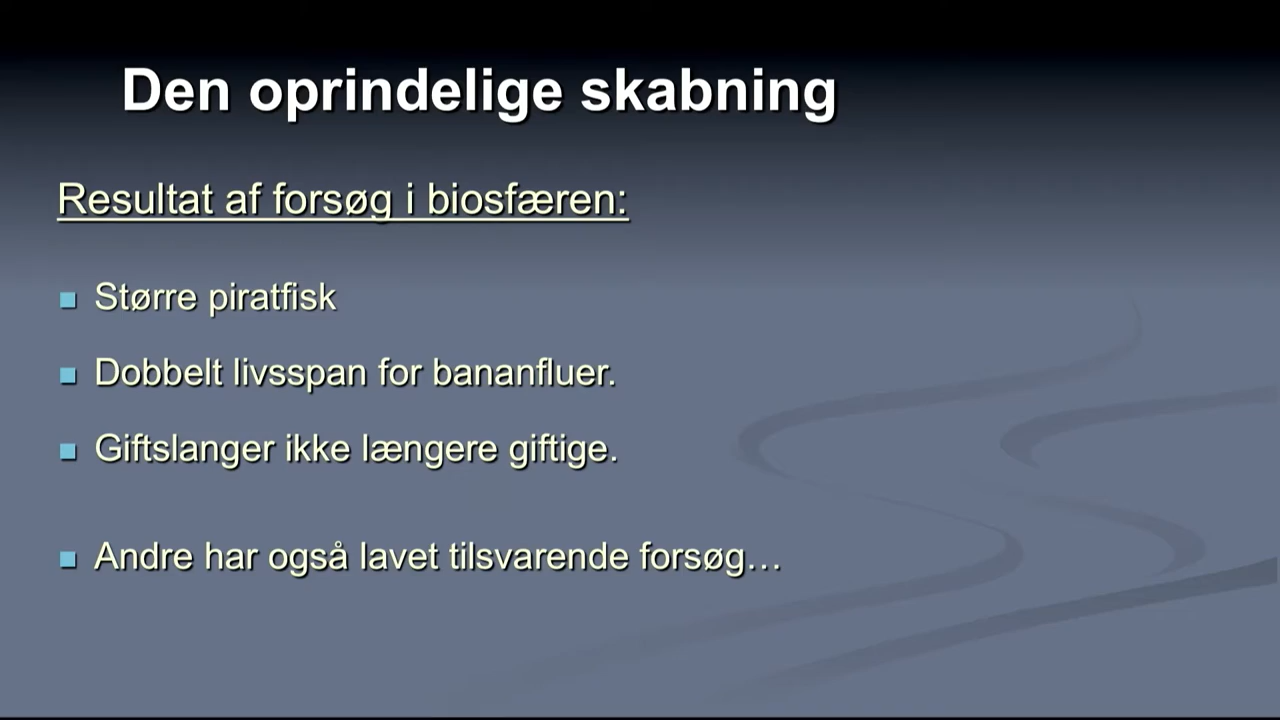 Den oprindelige skabning
Resultat af forsøg i biosfæren:
Større piratfisk
Dobbelt livsspan for bananfluer.
Giftslanger ikke længere giftige.
Andre har også lavet tilsvarende forsøg…